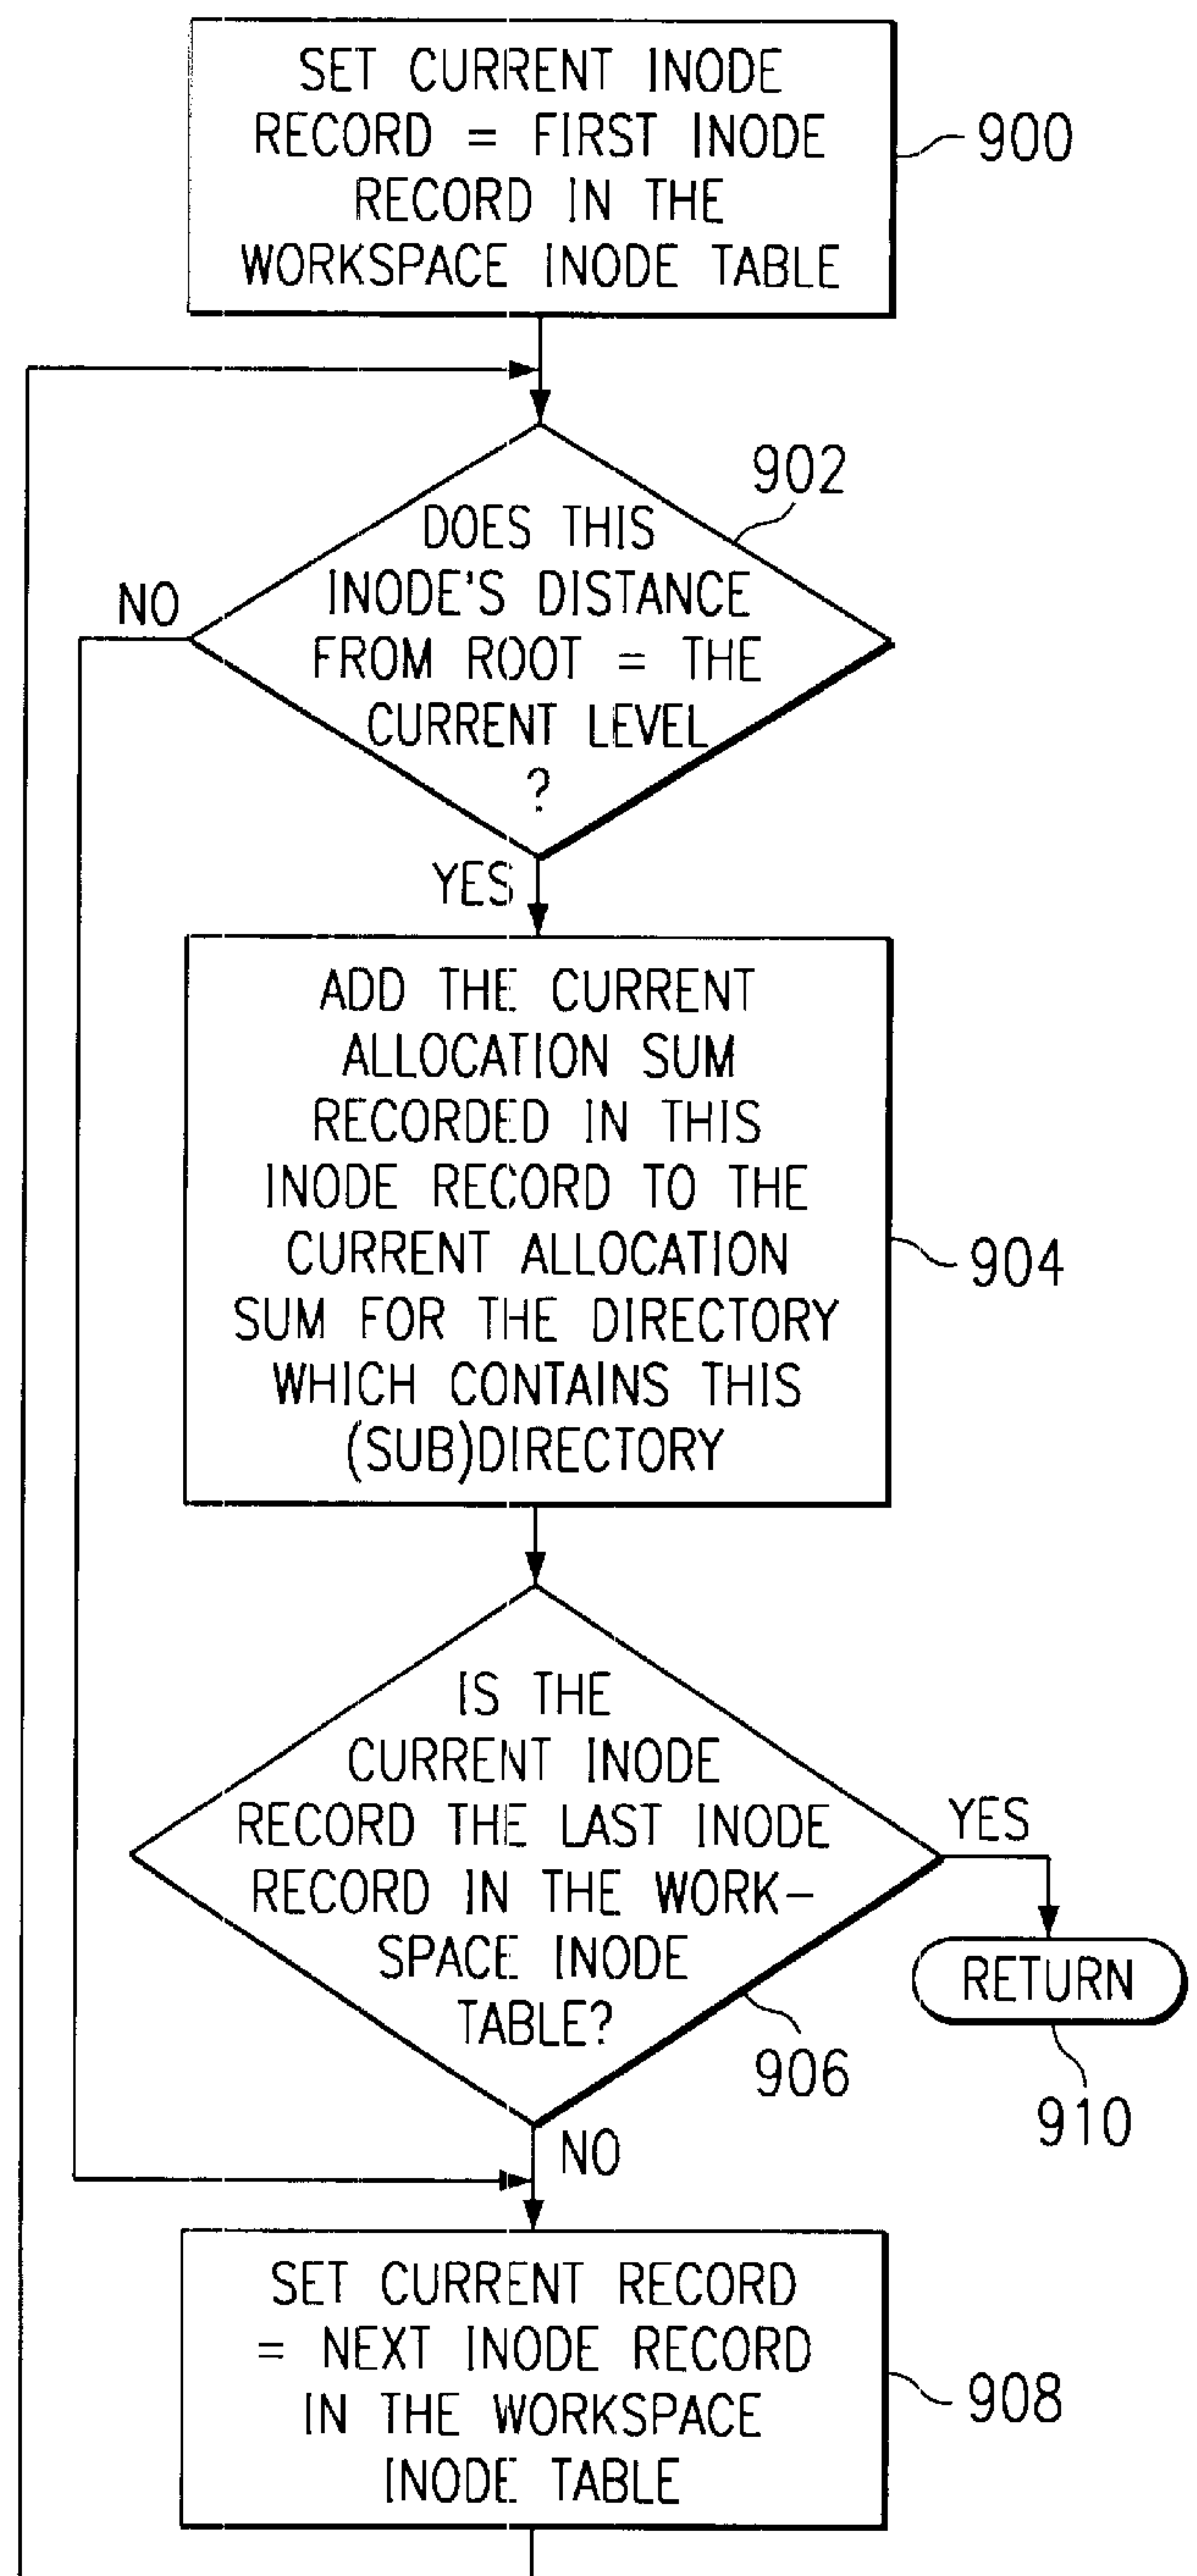 SET CURRENT INODE
RECORD = FIRST INODE
RECORD IN THE
WORKSPACE INODE TABLE
900
902
DOES THIS
INODE'S DISTANCE
FROM ROOT = THE
CURRENT LEVEL
?
NO
YES
ADD THE CURRENT
ALLOCATION SUM
RECORDED IN THIS
INODE RECORD TO THE
CURRENT ALLOCATION
SUM FOR THE DIRECTORY
WHICH CONTAINS THIS
(SUB)DIRECTORY
904
IS THE
CURRENT INODE
RECORD THE LAST INODE
RECORD IN THE WORK-
SPACE INODE
TABLE?
YES
RETURN
906
910
NO
SET CURRENT RECORD
= NEXT INODE RECORD
IN THE WORKSPACE
INODE TABLE
908